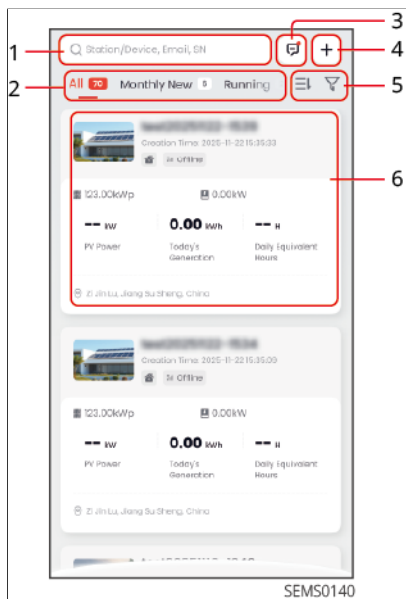 3
1
Station/Device, Email, SN
4
2
All 70 Monthly New 0 Running
5
Creation Time: 2025-11-22 15:35:33
Offline
6
123.00kWp 0.00kW
-- kW 0.00 kWh -- H
PV Power Today's Generation Daily Equivalent Hours
Zi Jin Lu, Jiang Su Sheng, China
Creation Time: 2025-11-22 15:35:09
Offline
123.00kWp 0.00kW
-- kW 0.00 kWh -- H
PV Power Today's Generation Daily Equivalent Hours
Zi Jin Lu, Jiang Su Sheng, China
SEMS0140